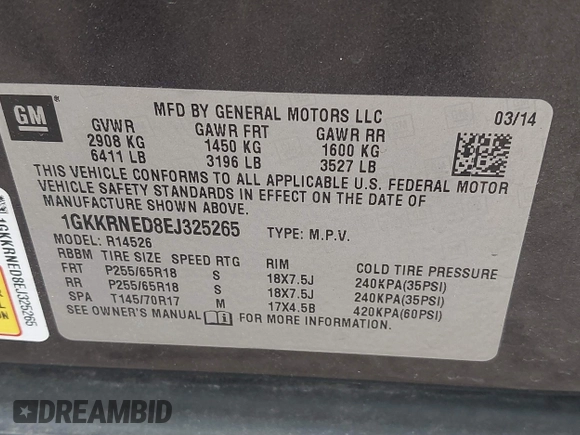 GM
MFD BY GENERAL MOTORS LLC
03/14
GVWR GAWR FRT GAWR RR
2908 KG 1450 KG 1600 KG
6411 LB 3196 LB 3527 LB
THIS VEHICLE CONFORMS TO ALL APPLICABLE U.S. FEDERAL MOTOR
VEHICLE SAFETY STANDARDS IN EFFECT ON THE DATE OF
MANUFACTURE SHOWN ABOVE.
1GKKRNED8EJ325265 TYPE: M.P.V.
MODEL: R14526
RBBM TIRE SIZE SPEED RTG RIM COLD TIRE PRESSURE
FRT P255/65R18 S 18X7.5J 240KPA(35PSI)
RR P255/65R18 S 18X7.5J 240KPA(35PSI)
SPA T145/70R17 M 17X4.5B 420KPA(60PSI)
SEE OWNER'S MANUAL FOR MORE INFORMATION.
1GKKRNED8EJ325265
DREAMBID